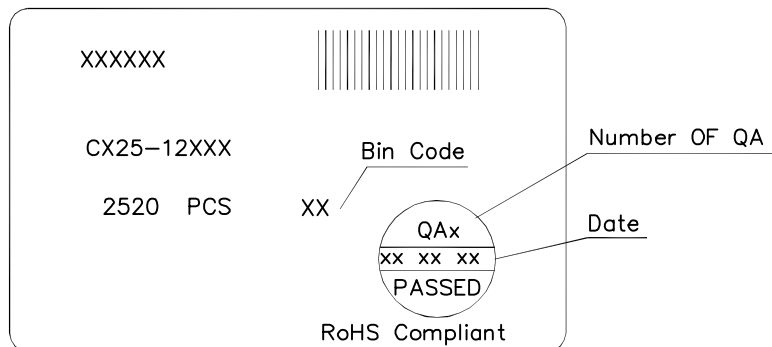 XXXXXX
CX25-12XXX
Bin Code
Number OF QA
2520 PCS
XX
QAx
Date
xx xx xx
PASSED
RoHS Compliant